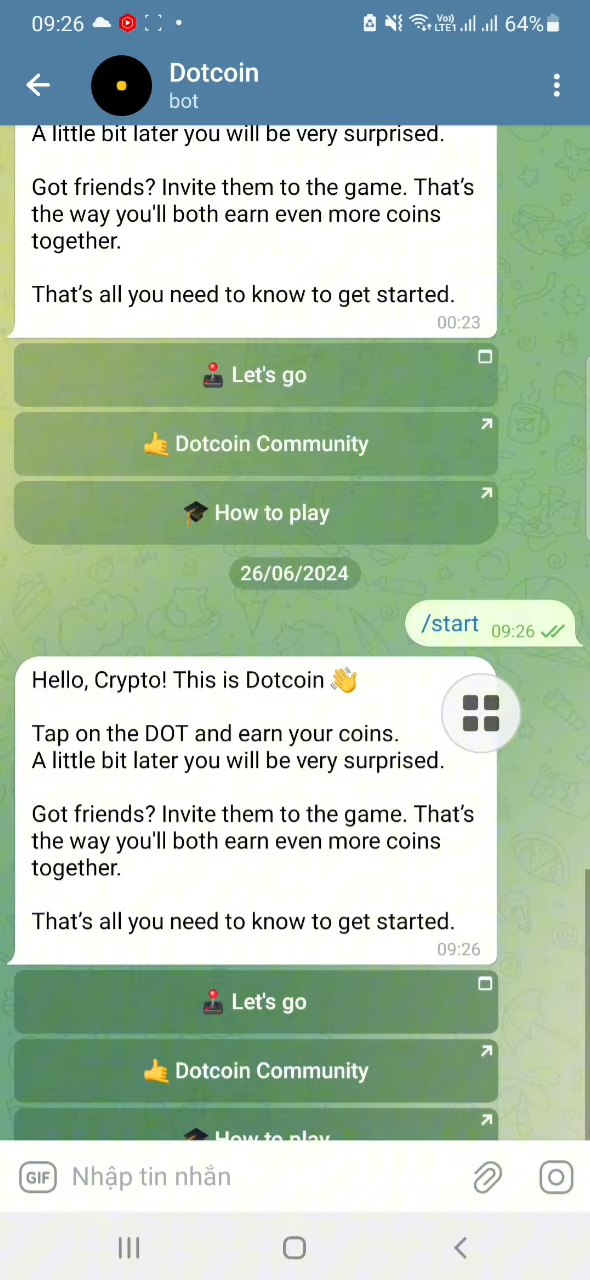 09:26 Vo)) LTE1 64%
Dotcoin
bot
A little bit later you will be very surprised.
Got friends? Invite them to the game. That’s
the way you'll both earn even more coins
together.
That’s all you need to know to get started.
00:23
🕹️ Let's go
🤙 Dotcoin Community
🎓 How to play
26/06/2024
/start 09:26
Hello, Crypto! This is Dotcoin 👋
Tap on the DOT and earn your coins.
A little bit later you will be very surprised.
Got friends? Invite them to the game. That’s
the way you'll both earn even more coins
together.
That’s all you need to know to get started.
09:26
🕹️ Let's go
🤙 Dotcoin Community
🎓 How to play
GIF Nhập tin nhắn